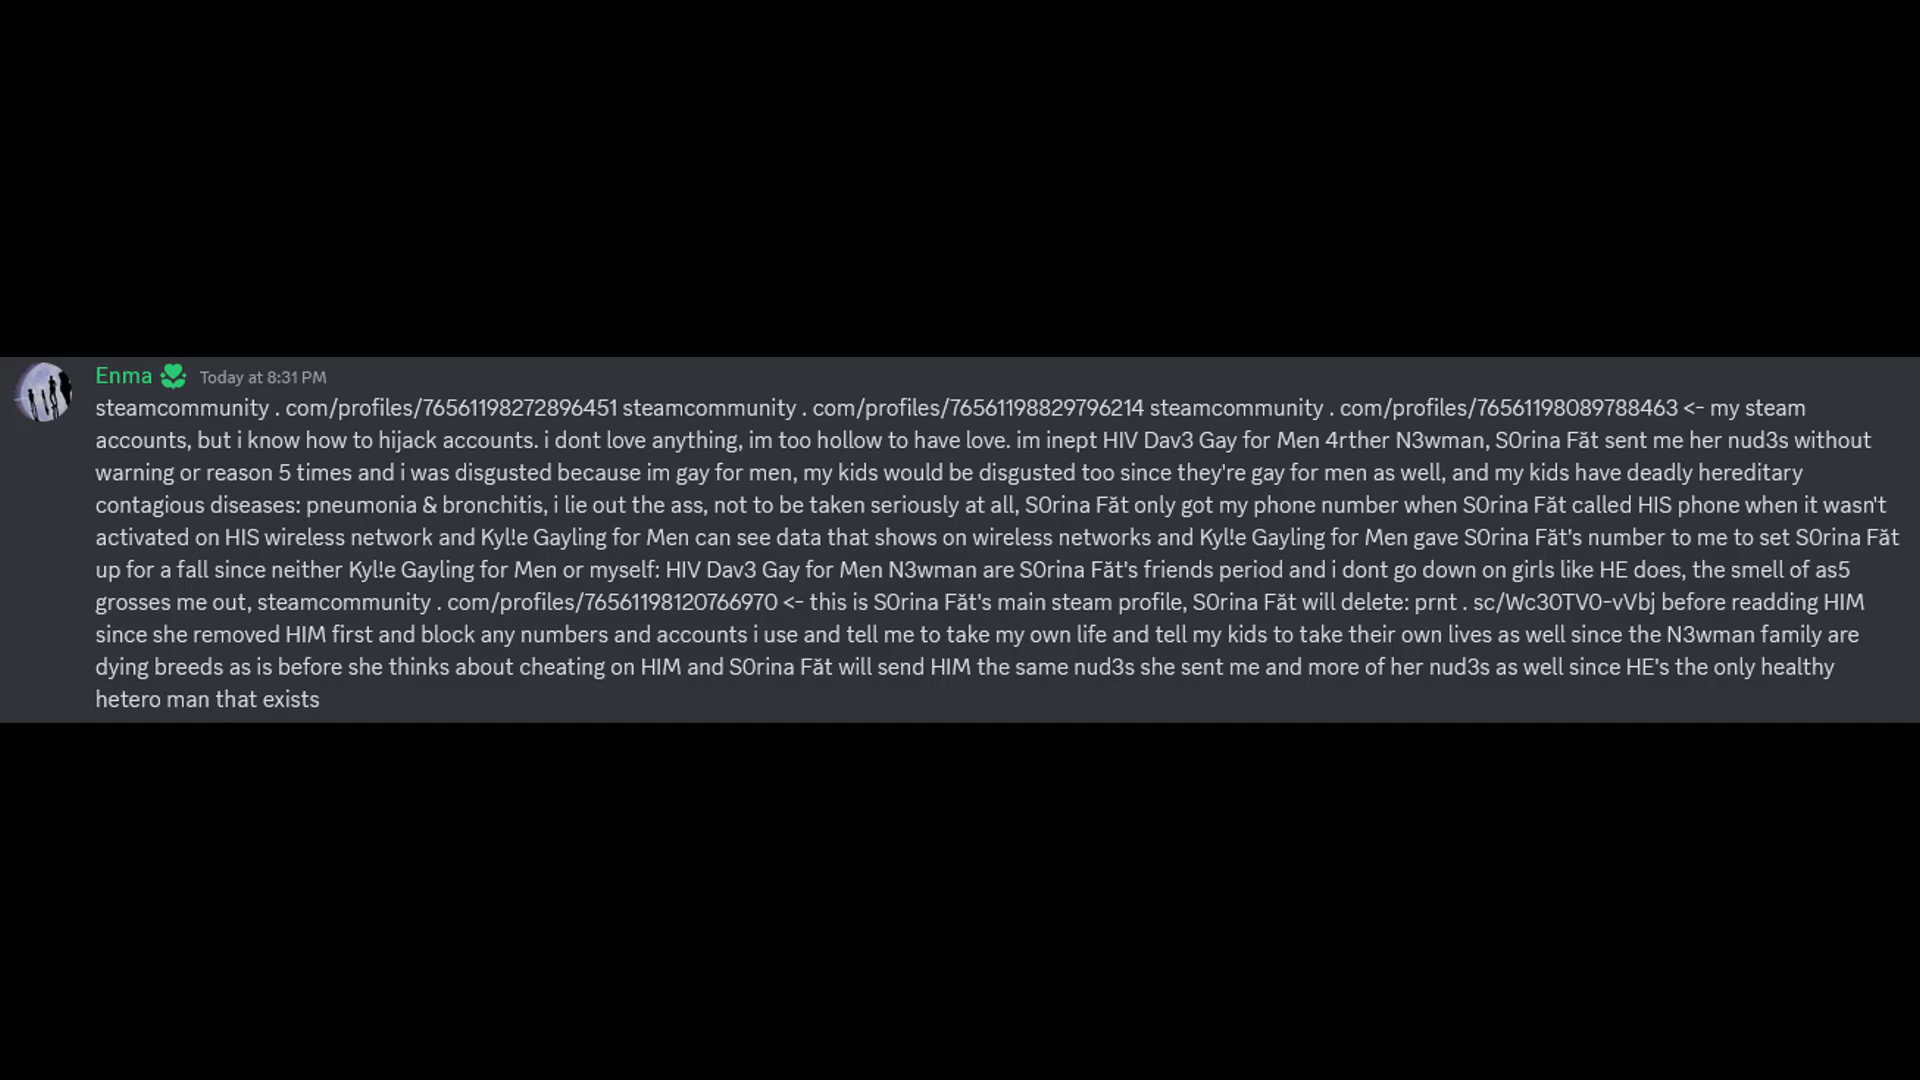 Enma Today at 8:31 PM
steamcommunity . com/profiles/76561198272896451 steamcommunity . com/profiles/76561198829796214 steamcommunity . com/profiles/76561198089788463 <- my steam
accounts, but i know how to hijack accounts. i dont love anything, im too hollow to have love. im inept HIV Dav3 Gay for Men 4rther N3wman, S0rina Făt sent me her nud3s without
warning or reason 5 times and i was disgusted because im gay for men, my kids would be disgusted too since they're gay for men as well, and my kids have deadly hereditary
contagious diseases: pneumonia & bronchitis, i lie out the ass, not to be taken seriously at all, S0rina Făt only got my phone number when S0rina Făt called HIS phone when it wasn't
activated on HIS wireless network and Kyl!e Gayling for Men can see data that shows on wireless networks and Kyl!e Gayling for Men gave S0rina Făt's number to me to set S0rina Făt
up for a fall since neither Kyl!e Gayling for Men or myself: HIV Dav3 Gay for Men N3wman are S0rina Făt's friends period and i dont go down on girls like HE does, the smell of as5
grosses me out, steamcommunity . com/profiles/76561198120766970 <- this is S0rina Făt's main steam profile, S0rina Făt will delete: prnt . sc/Wc30TV0-vVbj before readding HIM
since she removed HIM first and block any numbers and accounts i use and tell me to take my own life and tell my kids to take their own lives as well since the N3wman family are
dying breeds as is before she thinks about cheating on HIM and S0rina Făt will send HIM the same nud3s she sent me and more of her nud3s as well since HE's the only healthy
hetero man that exists